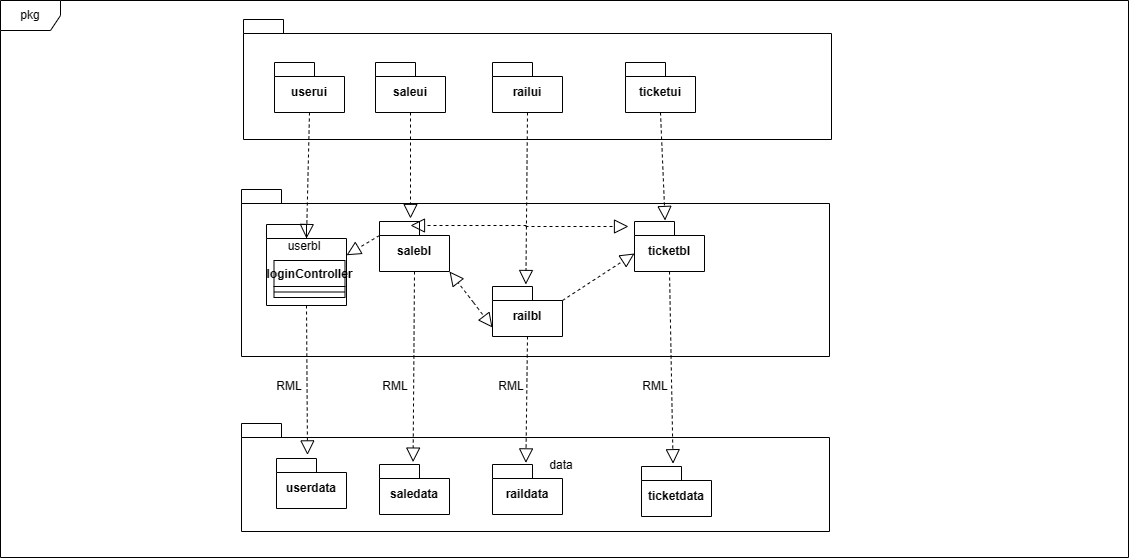 pkg
userui
saleui
railui
ticketui
userbl
loginController
salebl
railbl
ticketbl
RML
RML
RML
RML
data
userdata
saledata
raildata
ticketdata